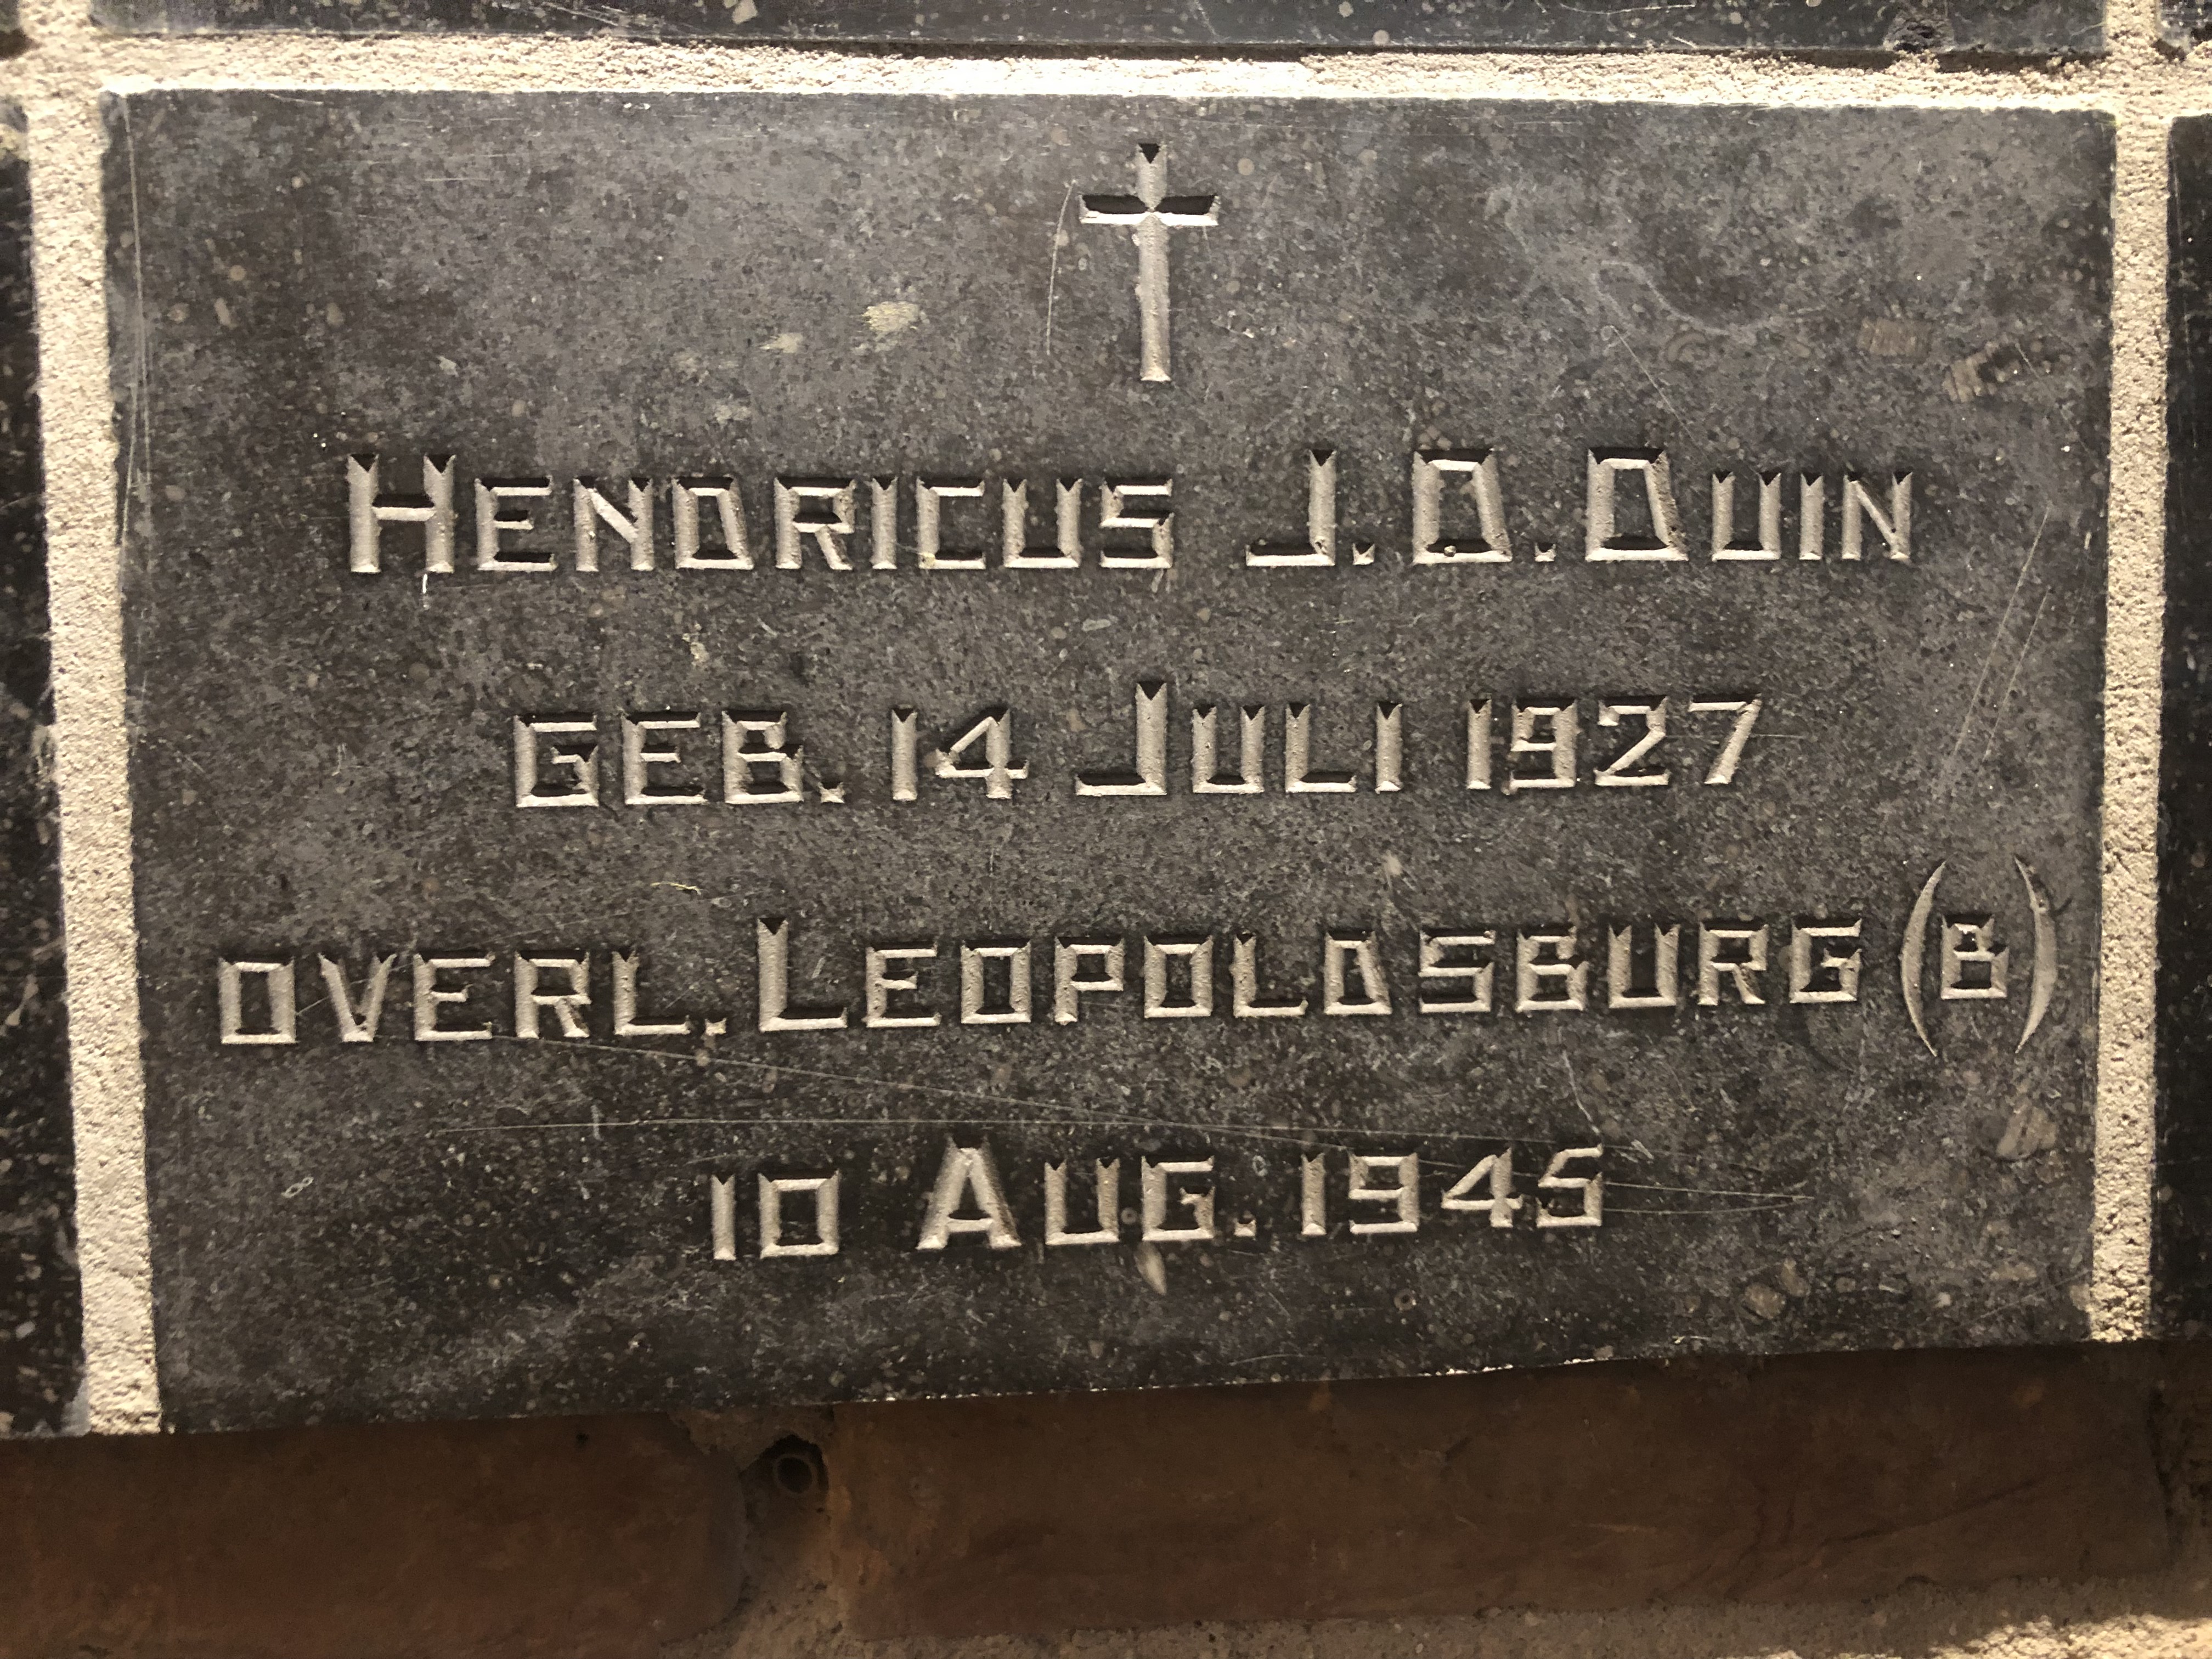 HENDRICUS J.D.DUIN
GEB. 14 JULI 1927
OVERL. LEOPOLDSBURG (B)
10 AUG. 1945